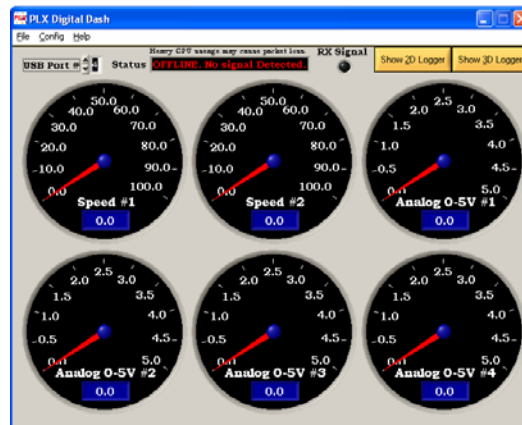 PLX PLX Digital Dash
File Config Help
Heavy CPU useage may cause packet loss.
USB Port # 4 Status OFFLINE. No signal Detected. RX Signal Show 2D Logger Show 3D Logger
0.0 10.0 20.0 30.0 40.0 50.0 60.0 70.0 80.0 90.0 100.0
Speed #1
0.0
0.0 10.0 20.0 30.0 40.0 50.0 60.0 70.0 80.0 90.0 100.0
Speed #2
0.0
0.0 0.5 1.0 1.5 2.0 2.5 3.0 3.5 4.0 4.5 5.0
Analog 0-5V #1
0.0
0.0 0.5 1.0 1.5 2.0 2.5 3.0 3.5 4.0 4.5 5.0
Analog 0-5V #2
0.0
0.0 0.5 1.0 1.5 2.0 2.5 3.0 3.5 4.0 4.5 5.0
Analog 0-5V #3
0.0
0.0 0.5 1.0 1.5 2.0 2.5 3.0 3.5 4.0 4.5 5.0
Analog 0-5V #4
0.0